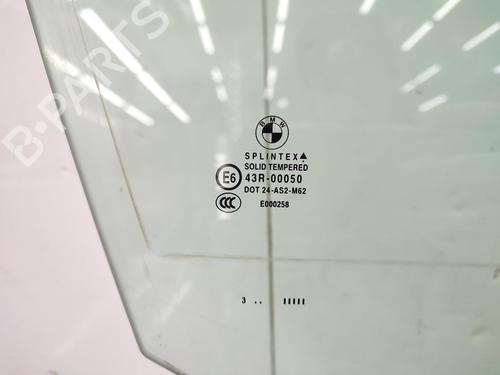 B-PARTS
BMW
SPLINTEX
SOLID TEMPERED
E6 43R-00050
DOT 24-AS2-M62
CCC E000258
3 .. IIIII